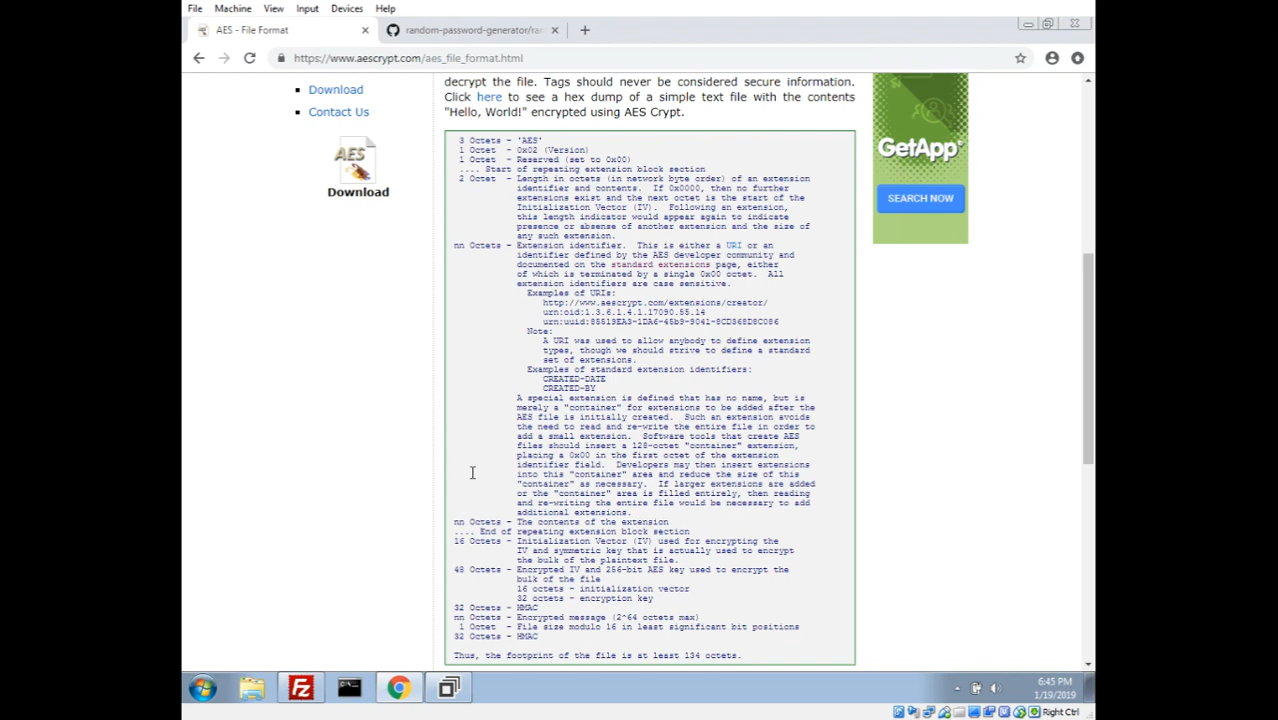 File Machine View Input Devices Help
AES - File Format
random-password-generator/ra
https://www.aescrypt.com/aes_file_format.html
Download
Contact Us
AES
Download
decrypt the file. Tags should never be considered secure information.
Click here to see a hex dump of a simple text file with the contents
"Hello, World!" encrypted using AES Crypt.
3 Octets - 'AES'
1 Octet - 0x02 (Version)
1 Octet - Reserved (set to 0x00)
.... Start of repeating extension block section
2 Octet - Length in octets (in network byte order) of an extension
identifier and contents. If 0x0000, then no further
extensions exist and the next octet is the start of the
Initialization Vector (IV). Following an extension,
this length indicator would appear again to indicate
presence or absense of another extension and the size of
any such extension.
nn Octets - Extension identifier. This is either a URI or an
identifier defined by the AES developer community and
documented on the standard extensions page, either
of which is terminated by a single 0x00 octet. All
extension identifiers are case sensitive.
Examples of URIs:
http://www.aescrypt.com/extensions/creator/
urn:oid:1.3.6.1.4.1.17090.55.14
urn:uuid:85519EA3-1DA6-45b9-9041-8CD368D8C086
Note:
A URI was used to allow anybody to define extension
types, though we should strive to define a standard
set of extensions.
Examples of standard extension identifiers:
CREATED-DATE
CREATED-BY
A special extension is defined that has no name, but is
merely a "container" for extensions to be added after the
AES file is initially created. Such an extension avoids
the need to read and re-write the entire file in order to
add a small extension. Software tools that create AES
files should insert a 128-octet "container" extension,
placing a 0x00 in the first octet of the extension
identifier field. Developers may then insert extensions
into this "container" area and reduce the size of this
"container" as necessary. If larger extensions are added
or the "container" area is filled entirely, then reading
and re-writing the entire file would be necessary to add
additional extensions.
nn Octets - The contents of the extension
.... End of repeating extension block section
16 Octets - Initialization Vector (IV) used for encrypting the
IV and symmetric key that is actually used to encrypt
the bulk of the plaintext file.
48 Octets - Encrypted IV and 256-bit AES key used to encrypt the
bulk of the file
16 octets - initialization vector
32 octets - encryption key
32 Octets - HMAC
nn Octets - Encrypted message (2^64 octets max)
1 Octet - File size modulo 16 in least significant bit positions
32 Octets - HMAC
Thus, the footprint of the file is at least 134 octets.
GetApp
SEARCH NOW
6:45 PM
1/19/2019
Right Ctrl